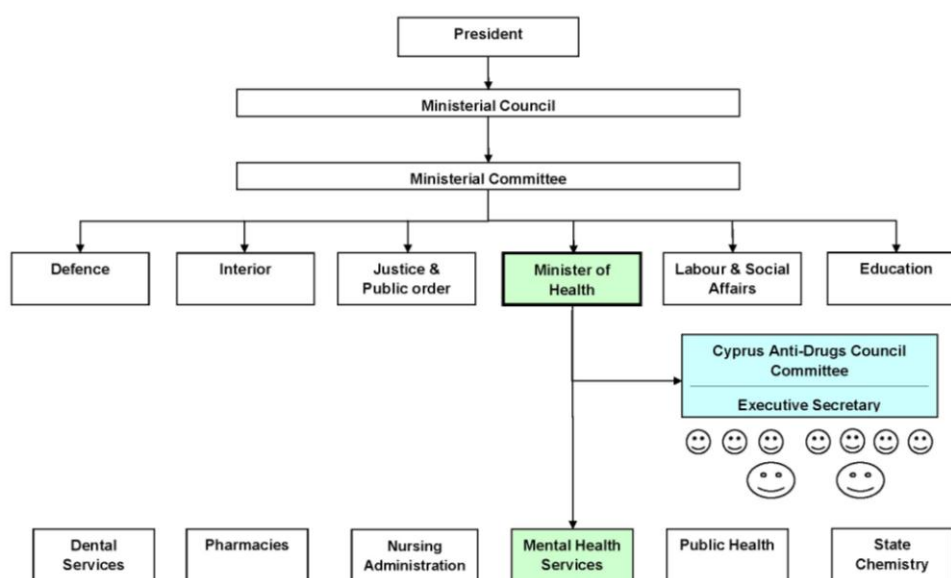 President
Ministerial Council
Ministerial Committee
Defence
Interior
Justice &
Public order
Minister of
Health
Labour & Social
Affairs
Education
Cyprus Anti-Drugs Council
Committee
Executive Secretary
Dental
Services
Pharmacies
Nursing
Administration
Mental Health
Services
Public Health
State
Chemistry